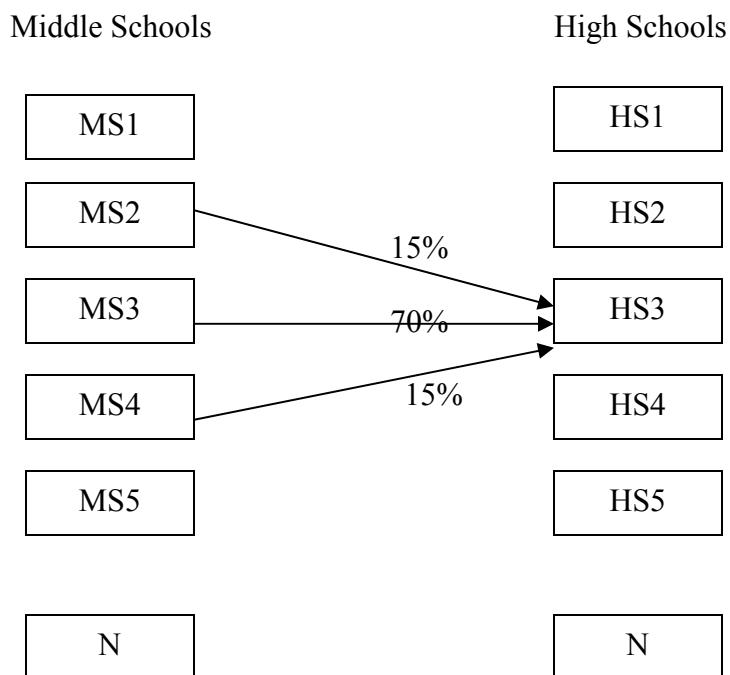 Middle Schools High Schools
MS1 HS1
MS2 HS2
15%
MS3 70% HS3
MS4 15% HS4
MS5 HS5
N N